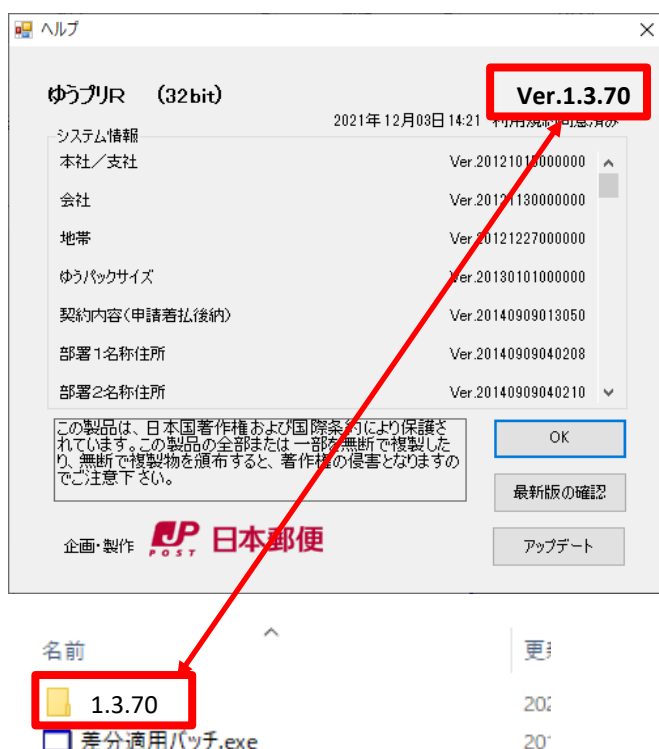 ヘルプ
ゆうプリR (32bit)
Ver.1.3.70
2021年12月03日 14:21
システム情報
本社/支社 Ver.20121015000000
会社 Ver.20121130000000
地帯 Ver.20121227000000
ゆうパックサイズ Ver.20130101000000
契約内容(申請着払後納) Ver.20140909013050
部署1名称住所 Ver.20140909040208
部署2名称住所 Ver.20140909040210
この製品は、日本国著作権および国際条約により保護さ
れています。この製品の全部または一部を無断で複製した
り、無断で複製物を頒布すると、著作権の侵害となりますの
でご注意下さい。
OK
最新版の確認
アップデート
企画・製作 JP POST 日本郵便
名前
1.3.70
差分適用パッチ.exe